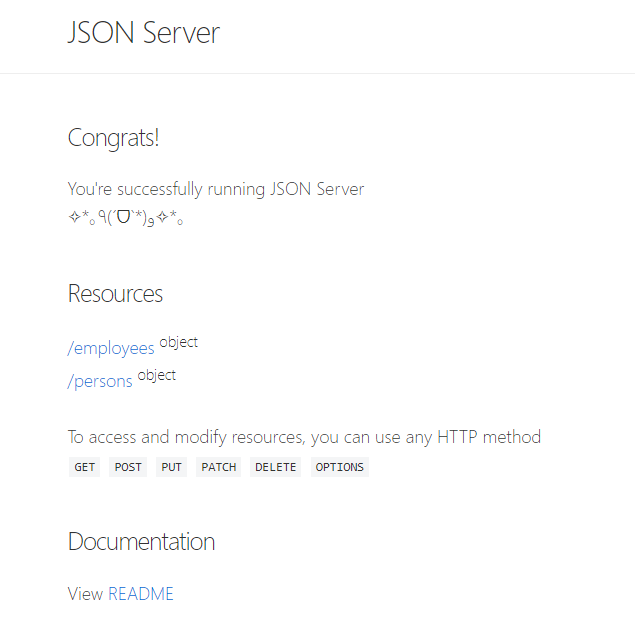 JSON Server
Congrats!
You're successfully running JSON Server
✧*｡٩(ˊᗜˋ*)و✧*｡
Resources
/employees object
/persons object
To access and modify resources, you can use any HTTP method
GET POST PUT PATCH DELETE OPTIONS
Documentation
View README